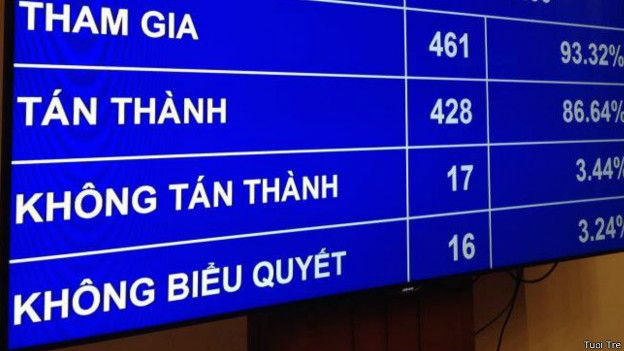 THAM GIA 461 93.32%
TÁN THÀNH 428 86.64%
KHÔNG TÁN THÀNH 17 3.44%
KHÔNG BIỂU QUYẾT 16 3.24%
Tuoi Tre